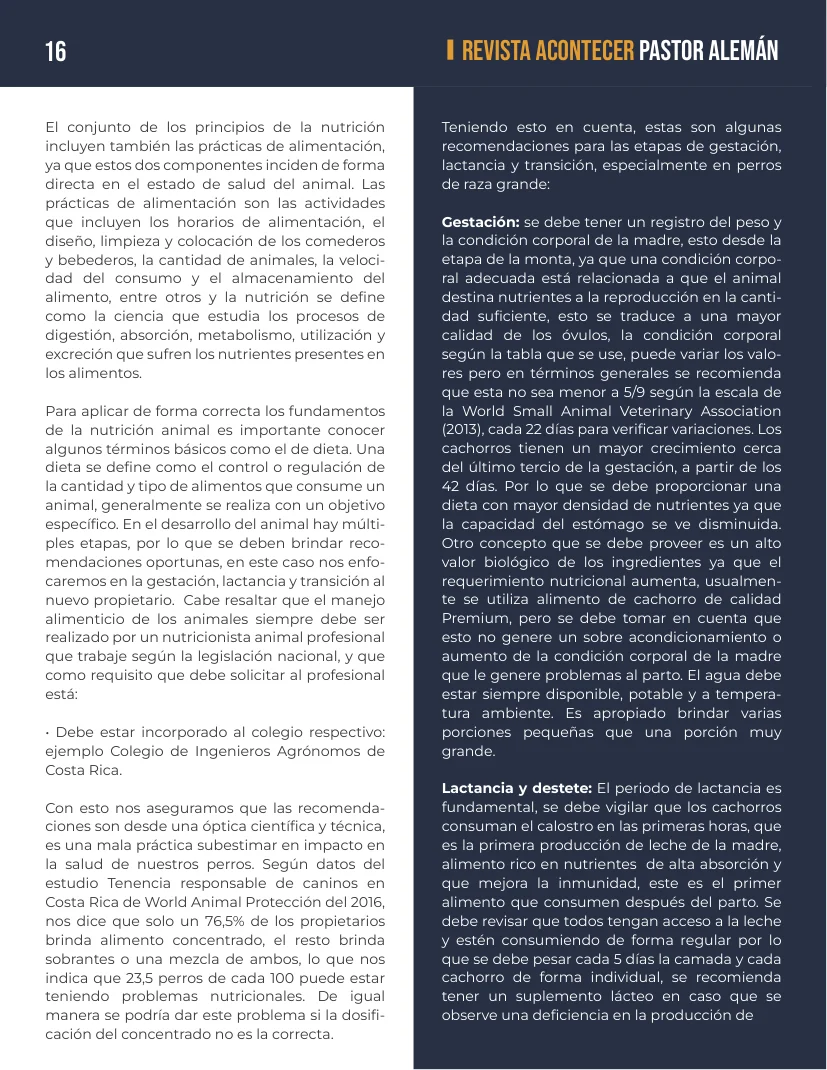 16
REVISTA ACONTECER PASTOR ALEMÁN
El conjunto de los principios de la nutrición
incluyen también las prácticas de alimentación,
ya que estos dos componentes inciden de forma
directa en el estado de salud del animal. Las
prácticas de alimentación son las actividades
que incluyen los horarios de alimentación, el
diseño, limpieza y colocación de los comederos
y bebederos, la cantidad de animales, la veloci-
dad del consumo y el almacenamiento del
alimento, entre otros y la nutrición se define
como la ciencia que estudia los procesos de
digestión, absorción, metabolismo, utilización y
excreción que sufren los nutrientes presentes en
los alimentos.
Para aplicar de forma correcta los fundamentos
de la nutrición animal es importante conocer
algunos términos básicos como el de dieta. Una
dieta se define como el control o regulación de
la cantidad y tipo de alimentos que consume un
animal, generalmente se realiza con un objetivo
específico. En el desarrollo del animal hay múlti-
ples etapas, por lo que se deben brindar reco-
mendaciones oportunas, en este caso nos enfo-
caremos en la gestación, lactancia y transición al
nuevo propietario.  Cabe resaltar que el manejo
alimenticio de los animales siempre debe ser
realizado por un nutricionista animal profesional
que trabaje según la legislación nacional, y que
como requisito que debe solicitar al profesional
está:
• Debe estar incorporado al colegio respectivo:
ejemplo Colegio de Ingenieros Agrónomos de
Costa Rica.
Con esto nos aseguramos que las recomenda-
ciones son desde una óptica científica y técnica,
es una mala práctica subestimar en impacto en
la salud de nuestros perros. Según datos del
estudio Tenencia responsable de caninos en
Costa Rica de World Animal Protección del 2016,
nos dice que solo un 76,5% de los propietarios
brinda alimento concentrado, el resto brinda
sobrantes o una mezcla de ambos, lo que nos
indica que 23,5 perros de cada 100 puede estar
teniendo problemas nutricionales. De igual
manera se podría dar este problema si la dosifi-
cación del concentrado no es la correcta.
Teniendo esto en cuenta, estas son algunas
recomendaciones para las etapas de gestación,
lactancia y transición, especialmente en perros
de raza grande:
Gestación: se debe tener un registro del peso y
la condición corporal de la madre, esto desde la
etapa de la monta, ya que una condición corpo-
ral adecuada está relacionada a que el animal
destina nutrientes a la reproducción en la canti-
dad suficiente, esto se traduce a una mayor
calidad de los óvulos, la condición corporal
según la tabla que se use, puede variar los valo-
res pero en términos generales se recomienda
que esta no sea menor a 5/9 según la escala de
la World Small Animal Veterinary Association
(2013), cada 22 días para verificar variaciones. Los
cachorros tienen un mayor crecimiento cerca
del último tercio de la gestación, a partir de los
42 días. Por lo que se debe proporcionar una
dieta con mayor densidad de nutrientes ya que
la capacidad del estómago se ve disminuida.
Otro concepto que se debe proveer es un alto
valor biológico de los ingredientes ya que el
requerimiento nutricional aumenta, usualmen-
te se utiliza alimento de cachorro de calidad
Premium, pero se debe tomar en cuenta que
esto no genere un sobre acondicionamiento o
aumento de la condición corporal de la madre
que le genere problemas al parto. El agua debe
estar siempre disponible, potable y a tempera-
tura ambiente. Es apropiado brindar varias
porciones pequeñas que una porción muy
grande.
Lactancia y destete: El periodo de lactancia es
fundamental, se debe vigilar que los cachorros
consuman el calostro en las primeras horas, que
es la primera producción de leche de la madre,
alimento rico en nutrientes  de alta absorción y
que mejora la inmunidad, este es el primer
alimento que consumen después del parto. Se
debe revisar que todos tengan acceso a la leche
y estén consumiendo de forma regular por lo
que se debe pesar cada 5 días la camada y cada
cachorro de forma individual, se recomienda
tener un suplemento lácteo en caso que se
observe una deficiencia en la producción de